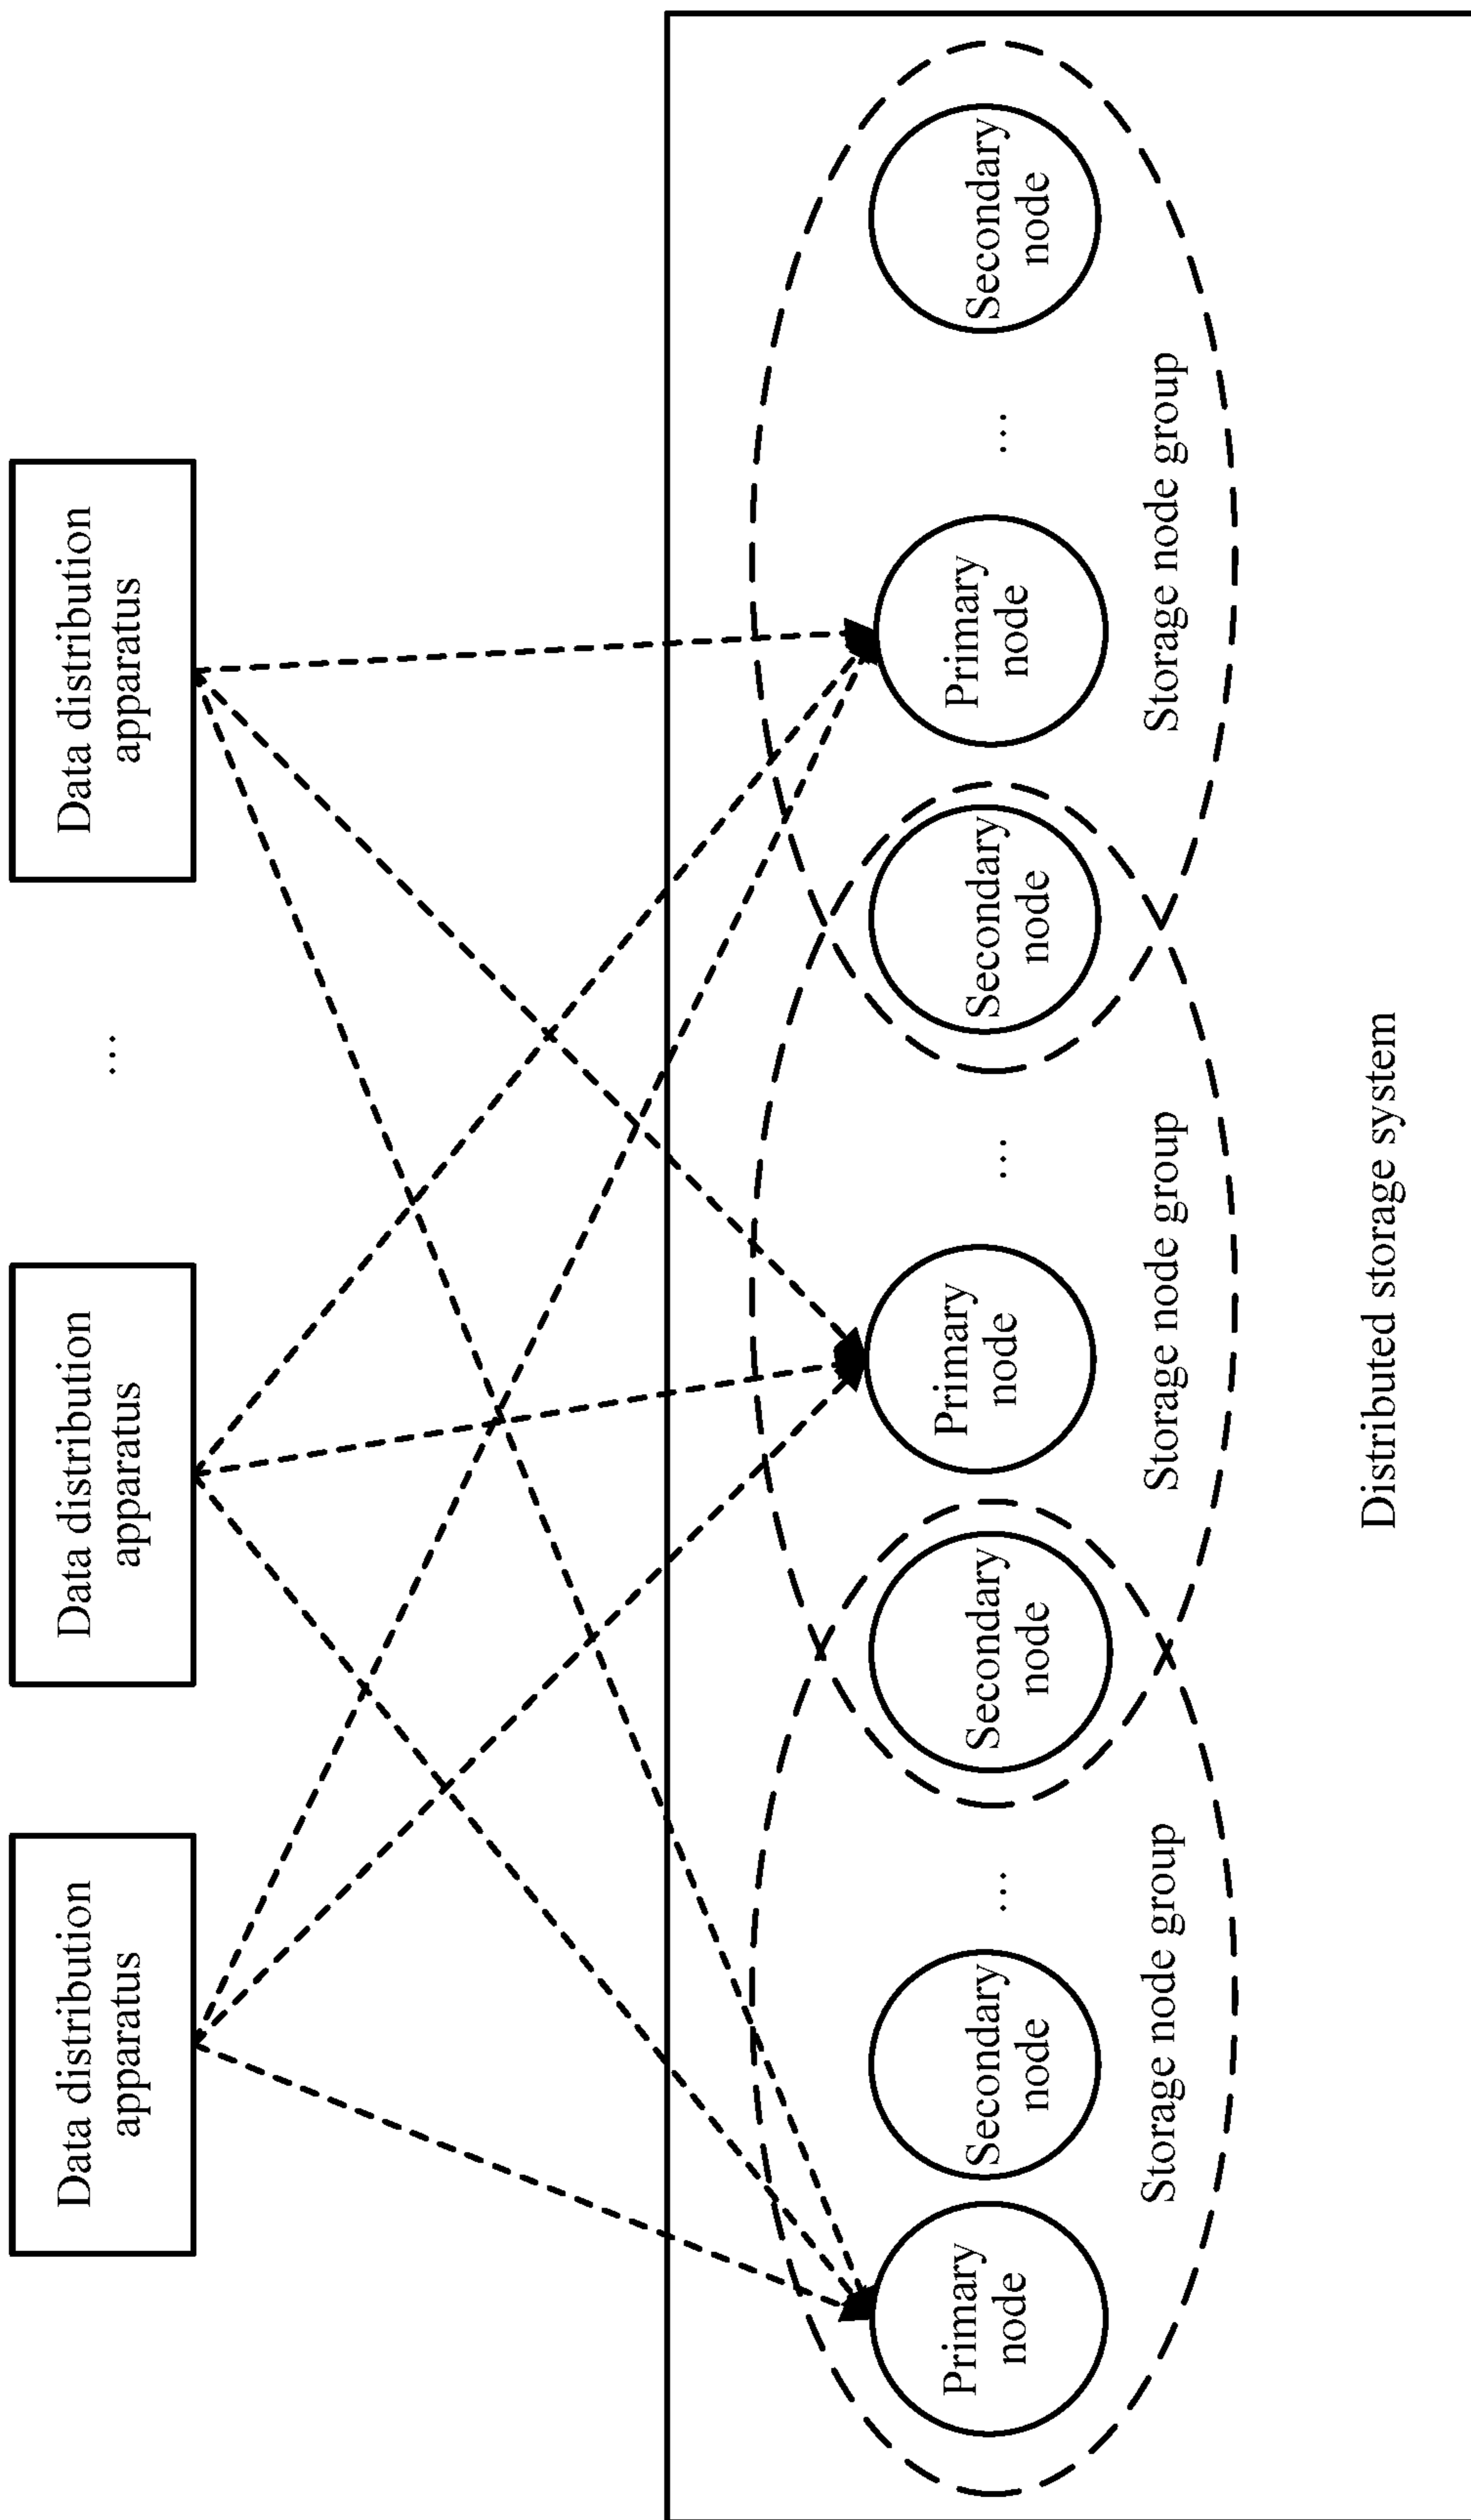 Data distribution
apparatus
Data distribution
apparatus
...
Data distribution
apparatus
Primary
node
Secondary
node
...
Secondary
node
Primary
node
...
Secondary
node
Primary
node
...
Secondary
node
Storage node group
Storage node group
Storage node group
Distributed storage system